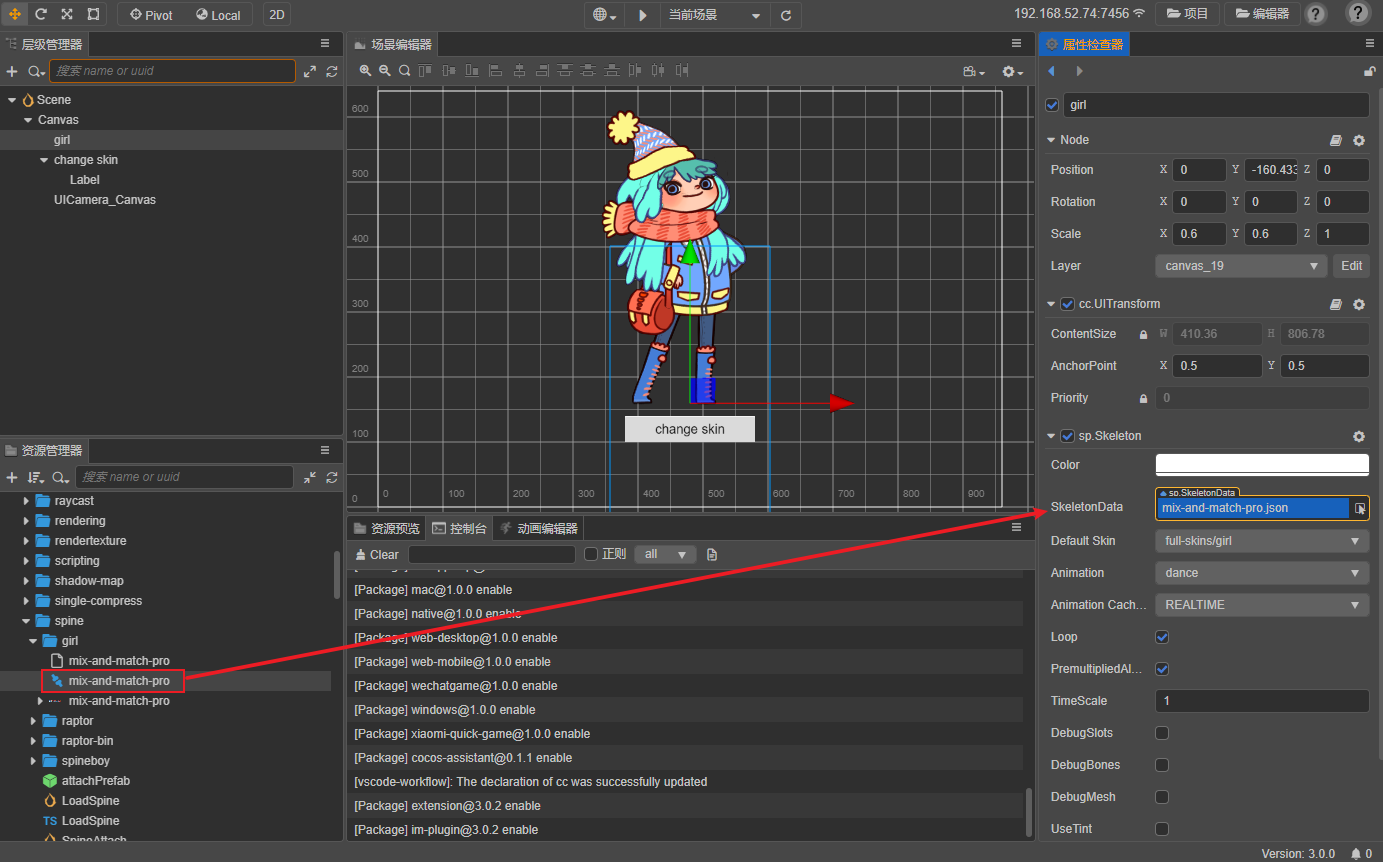 Pivot Local 2D
当前场景
192.168.52.74:7456 项目 编辑器 ? ?
层级管理器
搜索 name or uuid
Scene
Canvas
girl
change skin
Label
UICamera_Canvas
资源管理器
搜索 name or uuid
raycast
rendering
rendertexture
scripting
shadow-map
single-compress
spine
girl
mix-and-match-pro
mix-and-match-pro
mix-and-match-pro
raptor
raptor-bin
spineboy
attachPrefab
LoadSpine
TS LoadSpine
SpineAttach
场景编辑器
600
500
400
300
200
100
0
0 100 200 300 400 500 600 700 800 900
change skin
资源预览 控制台 动画编辑器
Clear 正则 all
[Package] mac@1.0.0 enable
[Package] native@1.0.0 enable
[Package] web-desktop@1.0.0 enable
[Package] web-mobile@1.0.0 enable
[Package] wechatgame@1.0.0 enable
[Package] windows@1.0.0 enable
[Package] xiaomi-quick-game@1.0.0 enable
[Package] cocos-assistant@0.1.1 enable
[vscode-workflow]: The declaration of cc was successfully updated
[Package] extension@3.0.2 enable
[Package] im-plugin@3.0.2 enable
属性检查器
girl
Node
Position X 0 Y -160.433 Z 0
Rotation X 0 Y 0 Z 0
Scale X 0.6 Y 0.6 Z 1
Layer canvas_19 Edit
cc.UITransform
ContentSize W 410.36 H 806.78
AnchorPoint X 0.5 Y 0.5
Priority 0
sp.Skeleton
Color
sp.SkeletonData
SkeletonData mix-and-match-pro.json
Default Skin full-skins/girl
Animation dance
Animation Cach... REALTIME
Loop
PremultipliedAl...
TimeScale 1
DebugSlots
DebugBones
DebugMesh
UseTint
Version: 3.0.0 0